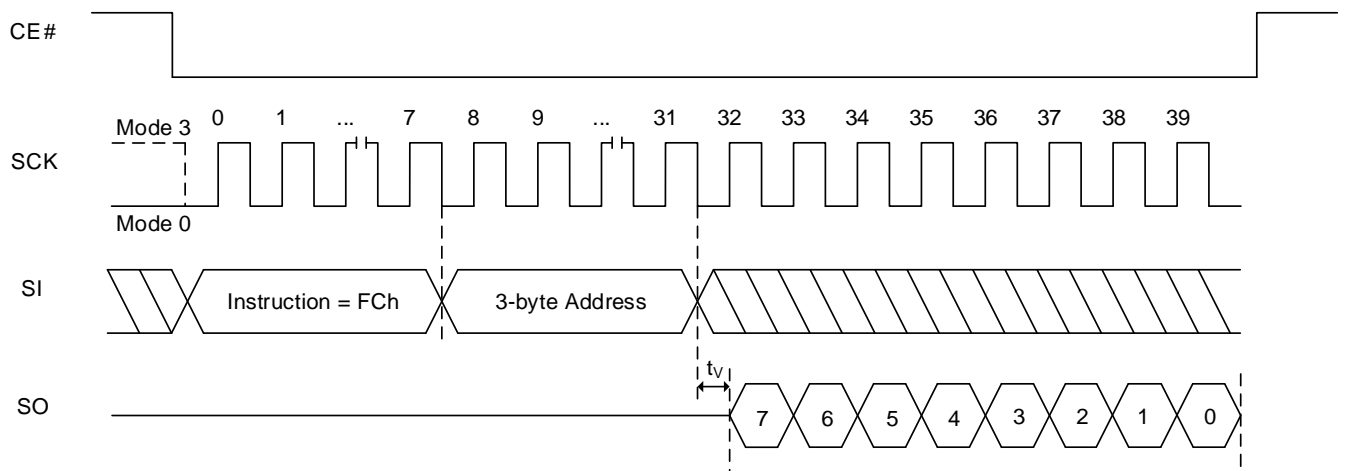 CE#
Mode 3 0 1 ... 7 8 9 ... 31 32 33 34 35 36 37 38 39
SCK
Mode 0
SI Instruction = FCh 3-byte Address
tV
SO 7 6 5 4 3 2 1 0